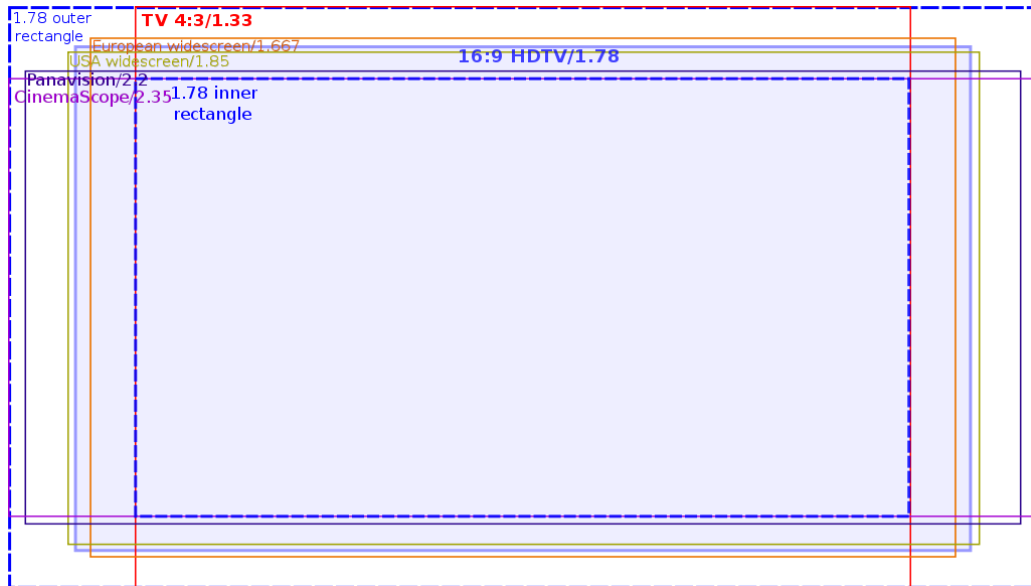 1.78 outer
rectangle
TV 4:3/1.33
European widescreen/1.667
USA widescreen/1.85
16:9 HDTV/1.78
Panavision/2.2
CinemaScope/2.35
1.78 inner
rectangle